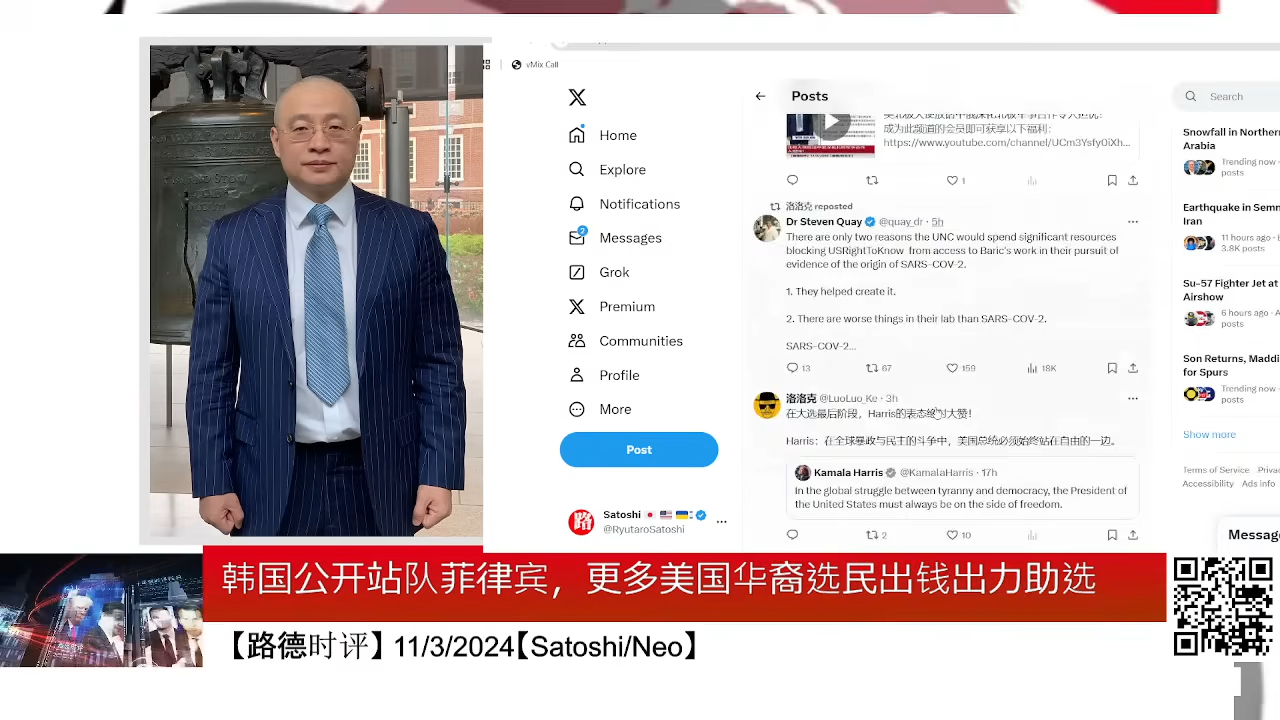 vMix Call
Home
Explore
Notifications
2
Messages
Grok
Premium
Communities
Profile
More
Post
Satoshi
@RyutaroSatoshi
Posts
成为此频道的会员即可获享以下福利：
https://www.youtube.com/channel/UCm3Ysfy0iXh...
1
洛洛克 reposted
Dr Steven Quay @quay_dr · 5h
There are only two reasons the UNC would spend significant resources
blocking USRightToKnow from access to Baric's work in their pursuit of
evidence of the origin of SARS-COV-2.
1. They helped create it.
2. There are worse things in their lab than SARS-COV-2.
SARS-COV-2...
13 67 159 18K
洛洛克 @LuoLuo_Ke · 3h
在大选最后阶段，Harris的表态绝对大赞！
Harris：在全球暴政与民主的斗争中，美国总统必须始终站在自由的一边。
Kamala Harris @KamalaHarris · 17h
In the global struggle between tyranny and democracy, the President of
the United States must always be on the side of freedom.
2 10
Search
Snowfall in Northern
Arabia
Trending now ·
posts
Earthquake in Semn
Iran
11 hours ago ·
3.8K posts
Su-57 Fighter Jet at
Airshow
6 hours ago ·
posts
Son Returns, Maddi
for Spurs
Trending now ·
posts
Show more
Terms of Service Priva
Accessibility Ads info
Message
韩国公开站队菲律宾，更多美国华裔选民出钱出力助选
【路德时评】11/3/2024【Satoshi/Neo】